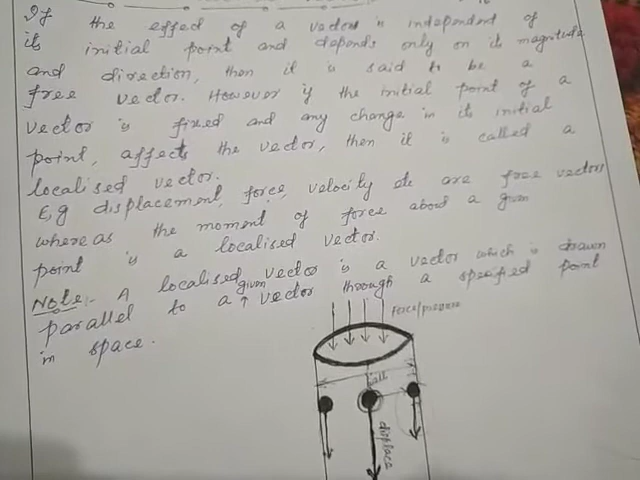 If the effect of a vector is independent of
its initial point and depends only on its magnitude
and direction, then it is said to be a
free vector. However if the initial point of a
vector is fixed and any change in its initial
point, affects the vector, then it is called a
localised vector.
E.g displacement, force, velocity etc are free vectors
where as the moment of force about a given
point is a localised vector.
Note:- A localised vector is a vector which is drawn
parallel to a given vector through a specified point
in space.
Force/pressure
displace